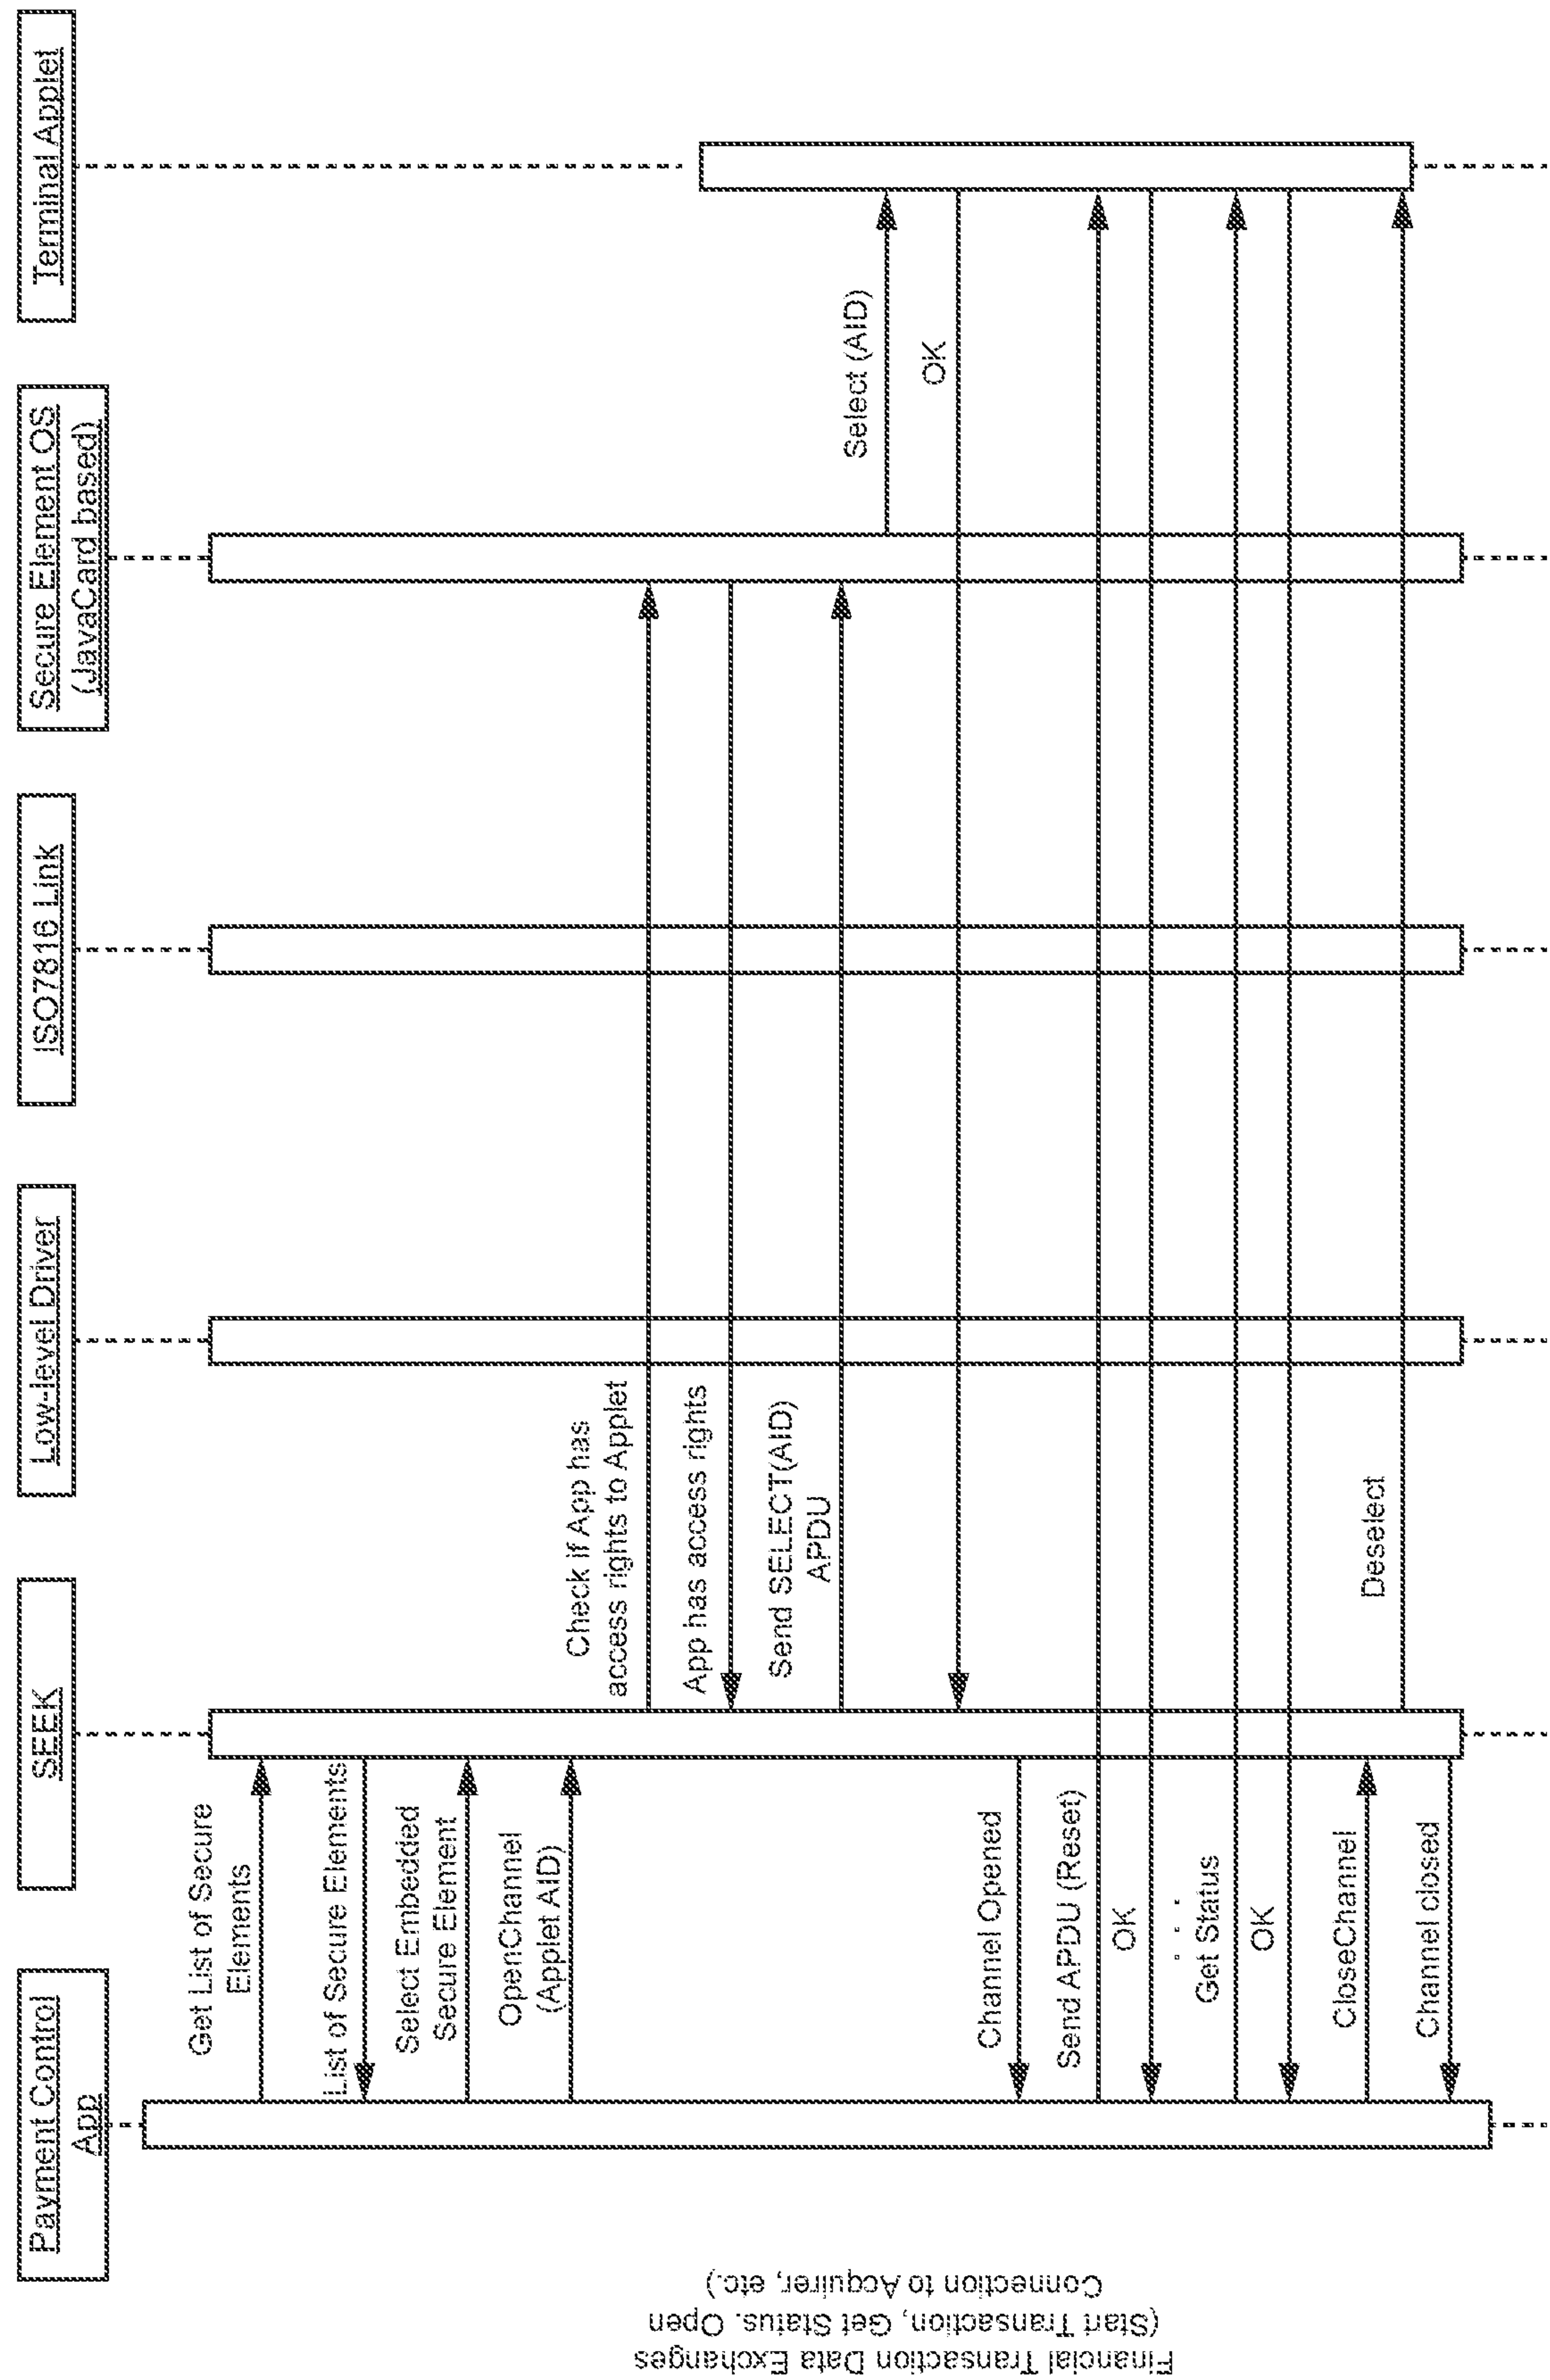 Payment Control
App
SEEK
Low-level Driver
ISO7816 Link
Secure Element OS
(JavaCard based)
Terminal Applet
Get List of Secure
Elements
List of Secure Elements
Select Embedded
Secure Element
OpenChannel
(Applet AID)
Check if App has
access rights to Applet
App has access rights
Send SELECT(AID)
APDU
Select (AID)
OK
Channel Opened
Send APDU (Reset)
OK
. . .
Get Status
OK
CloseChannel
Deselect
Channel closed
Financial Transaction Data Exchanges
(Start Transaction, Get Status. Open
Connection to Acquirer, etc.)